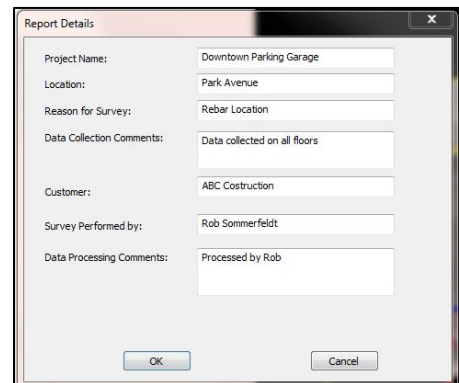 Report Details
x
Project Name: Downtown Parking Garage
Location: Park Avenue
Reason for Survey: Rebar Location
Data Collection Comments: Data collected on all floors
Customer: ABC Costruction
Survey Performed by: Rob Sommerfeldt
Data Processing Comments: Processed by Rob
OK Cancel